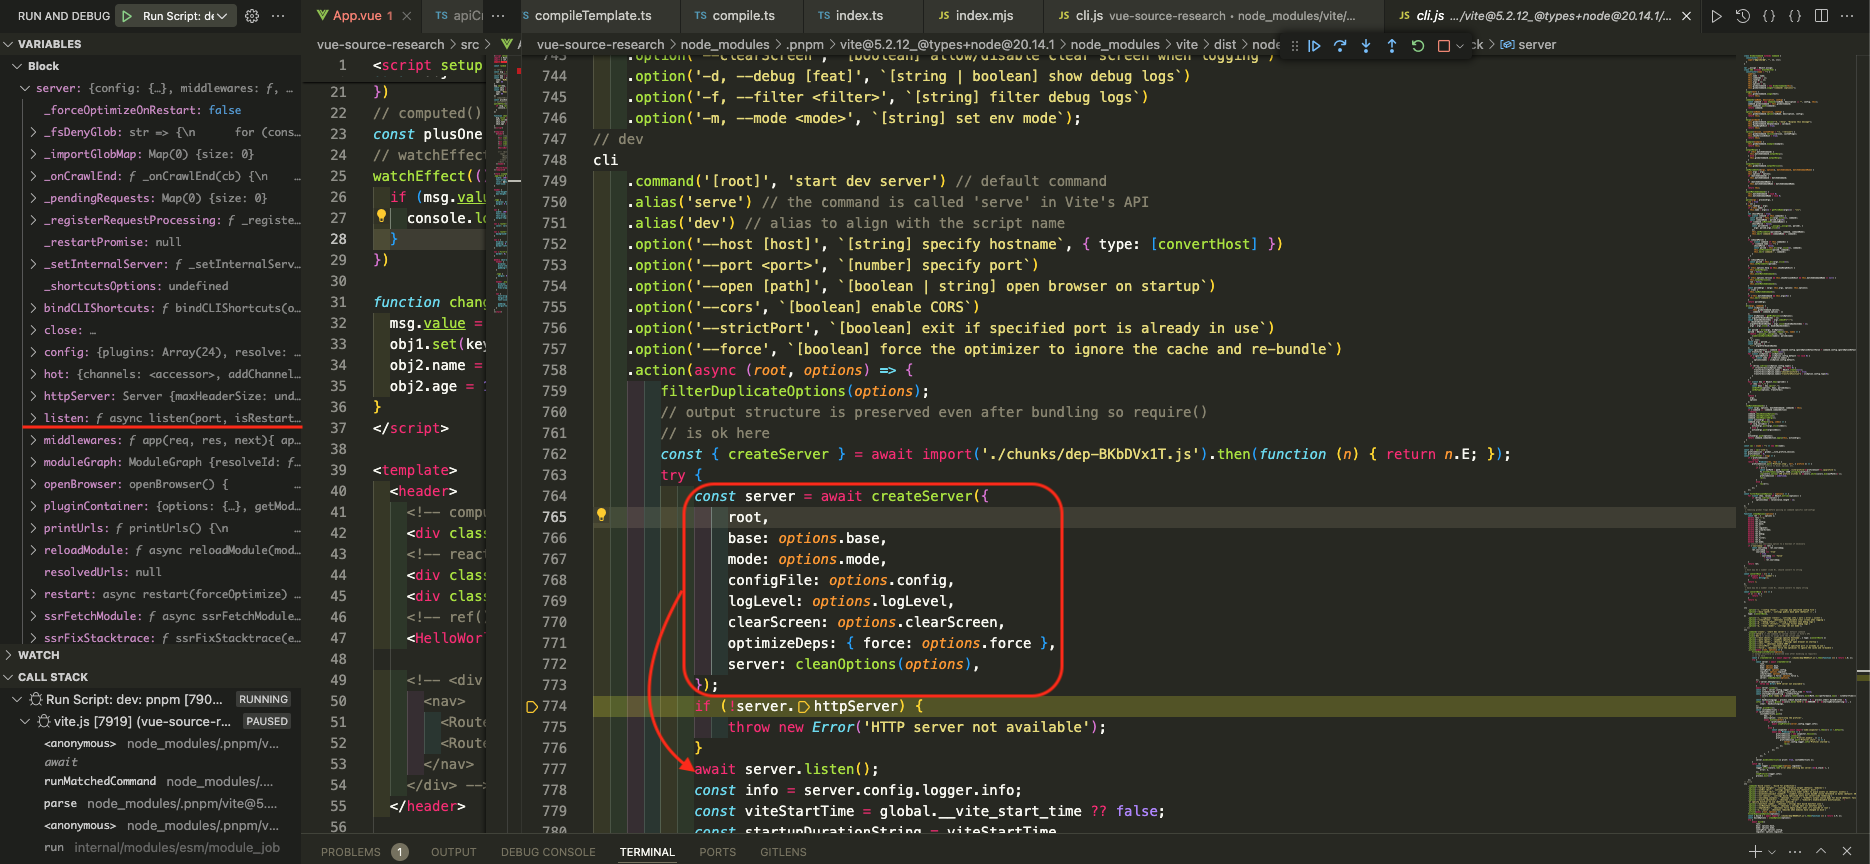 RUN AND DEBUG
Run Script: de
VARIABLES
Block
server: {config: {…}, middlewares: ƒ, …
_forceOptimizeOnRestart: false
_fsDenyGlob: str => {\n for (cons…
_importGlobMap: Map(0) {size: 0}
_onCrawlEnd: ƒ _onCrawlEnd(cb) {\n …
_pendingRequests: Map(0) {size: 0}
_registerRequestProcessing: ƒ _registe…
_restartPromise: null
_setInternalServer: ƒ _setInternalServ…
_shortcutsOptions: undefined
bindCLIShortcuts: ƒ bindCLIShortcuts(o…
close: …
config: {plugins: Array(24), resolve: …
hot: {channels: <accessor>, addChannel…
httpServer: Server {maxHeaderSize: und…
listen: ƒ async listen(port, isRestart…
middlewares: ƒ app(req, res, next){ ap…
moduleGraph: ModuleGraph {resolveId: ƒ…
openBrowser: openBrowser() { …
pluginContainer: {options: {…}, getMod…
printUrls: ƒ printUrls() {\n …
reloadModule: ƒ async reloadModule(mod…
resolvedUrls: null
restart: async restart(forceOptimize) …
ssrFetchModule: ƒ async ssrFetchModule…
ssrFixStacktrace: ƒ ssrFixStacktrace(e…
WATCH
CALL STACK
Run Script: dev: pnpm [790... RUNNING
vite.js [7919] (vue-source-r... PAUSED
<anonymous> node_modules/.pnpm/v...
await
runMatchedCommand node_modules/....
parse node_modules/.pnpm/vite@5....
<anonymous> node_modules/.pnpm/v...
run internal/modules/esm/module_job
App.vue 1
TS apiC
vue-source-research > src >
1 <script setup
21 })
22 // computed()
23 const plusOne
24 // watchEffect
25 watchEffect((
26 if (msg.valu
27 console.lo
28 }
29 })
30
31 function chang
32 msg.value =
33 obj1.set(key
34 obj2.name =
35 obj2.age =
36 }
37 </script>
38
39 <template>
40 <header>
41 <!-- compu
42 <div class
43 <!-- react
44 <div class
45 <div class
46 <!-- ref(
47 <HelloWor
48
49 <!-- <div
50 <nav>
51 <Route
52 <Route
53 </nav>
54 </div> -->
55 </header>
56
compileTemplate.ts
TS compile.ts
TS index.ts
JS index.mjs
JS cli.js vue-source-research • node_modules/vite/...
JS cli.js .../vite@5.2.12_@types+node@20.14.1/...
vue-source-research > node_modules > .pnpm > vite@5.2.12_@types+node@20.14.1 > node_modules > vite > dist > node
server
743 .option('--clearScreen', `[boolean] allow/disable clear screen when logging`)
744 .option('-d, --debug [feat]', `[string | boolean] show debug logs`)
745 .option('-f, --filter <filter>', `[string] filter debug logs`)
746 .option('-m, --mode <mode>', `[string] set env mode`);
747 // dev
748 cli
749 .command('[root]', 'start dev server') // default command
750 .alias('serve') // the command is called 'serve' in Vite's API
751 .alias('dev') // alias to align with the script name
752 .option('--host [host]', `[string] specify hostname`, { type: [convertHost] })
753 .option('--port <port>', `[number] specify port`)
754 .option('--open [path]', `[boolean | string] open browser on startup`)
755 .option('--cors', `[boolean] enable CORS`)
756 .option('--strictPort', `[boolean] exit if specified port is already in use`)
757 .option('--force', `[boolean] force the optimizer to ignore the cache and re-bundle`)
758 .action(async (root, options) => {
759 filterDuplicateOptions(options);
760 // output structure is preserved even after bundling so require()
761 // is ok here
762 const { createServer } = await import('./chunks/dep-BKbDVx1T.js').then(function (n) { return n.E; });
763 try {
764 const server = await createServer({
765 root,
766 base: options.base,
767 mode: options.mode,
768 configFile: options.config,
769 logLevel: options.logLevel,
770 clearScreen: options.clearScreen,
771 optimizeDeps: { force: options.force },
772 server: cleanOptions(options),
773 });
774 if (!server.httpServer) {
775 throw new Error('HTTP server not available');
776 }
777 await server.listen();
778 const info = server.config.logger.info;
779 const viteStartTime = global.__vite_start_time ?? false;
780 const startupDurationString = viteStartTime
PROBLEMS 1
OUTPUT
DEBUG CONSOLE
TERMINAL
PORTS
GITLENS